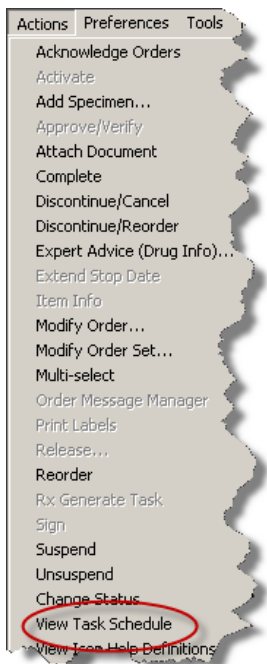 Actions Preferences Tools
Acknowledge Orders
Activate
Add Specimen...
Approve/Verify
Attach Document
Complete
Discontinue/Cancel
Discontinue/Reorder
Expert Advice (Drug Info)...
Extend Stop Date
Item Info
Modify Order...
Modify Order Set...
Multi-select
Order Message Manager
Print Labels
Release...
Reorder
Rx Generate Task
Sign
Suspend
Unsuspend
Change Status
View Task Schedule
View Icon Help Definitions